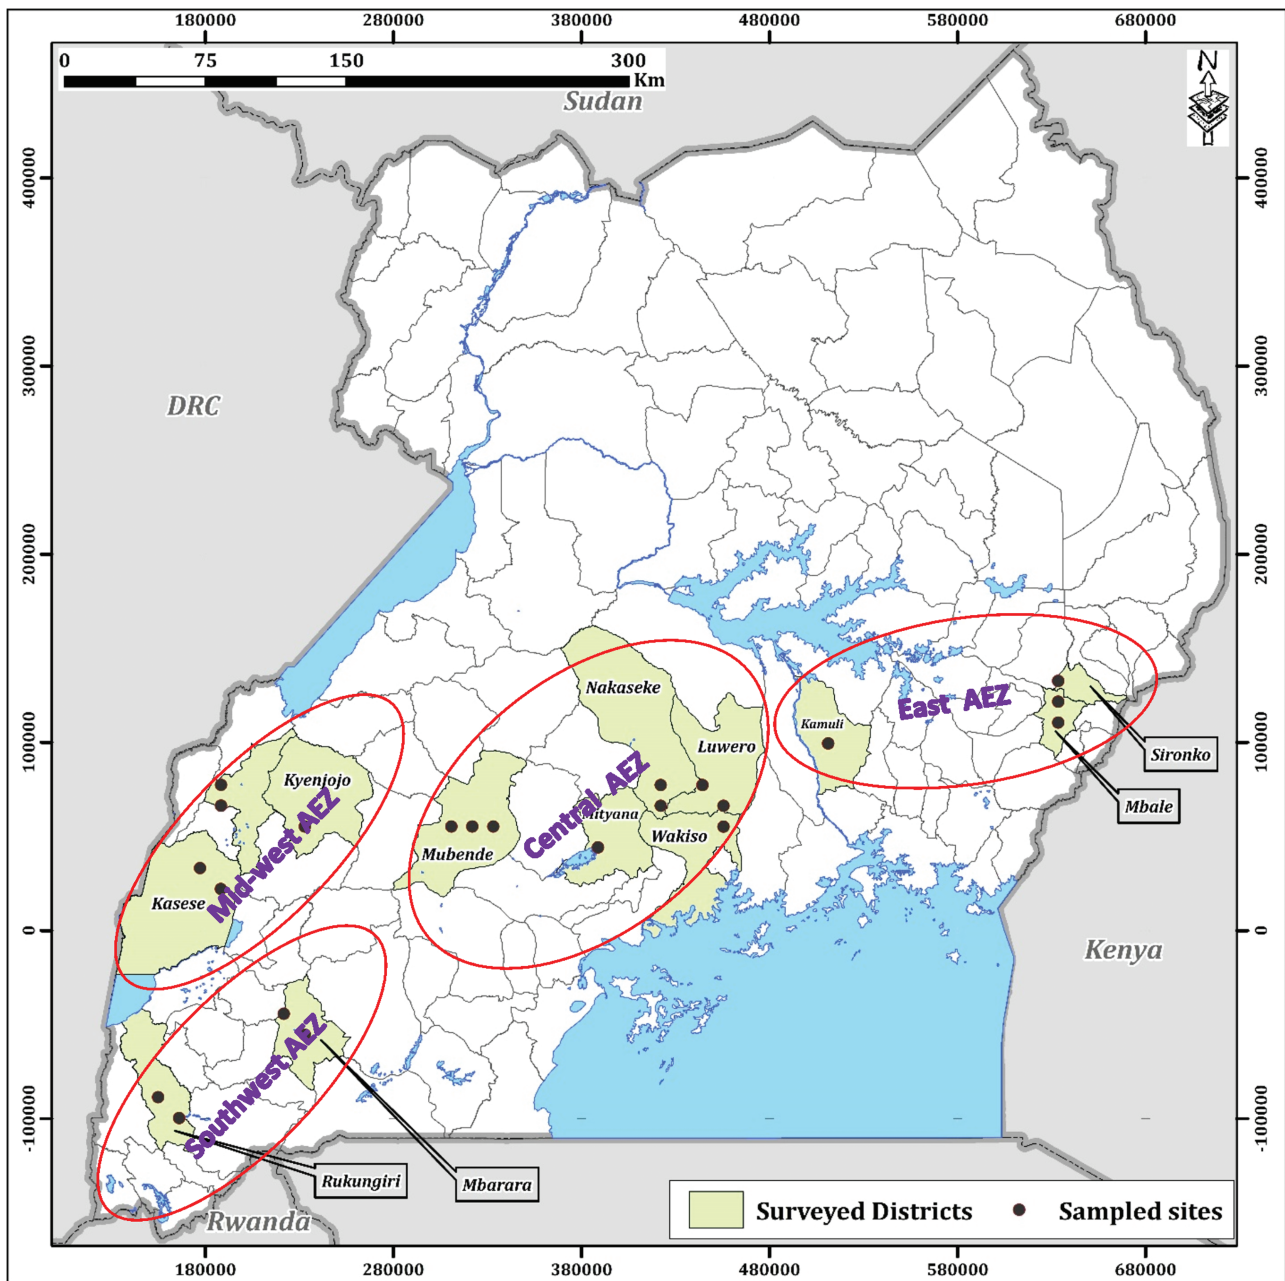 180000 280000 380000 480000 580000 680000
0 75 150 300
Km
N
Sudan
400000 400000
300000 300000
DRC
200000 200000
Nakaseke
East AEZ
Kamuli
100000 100000
Luwero
Sironko
Kyenjojo
Central AEZ
Mbale
Mid-west AEZ
Mityana
Wakiso
Mubende
Kasese
0 0
Kenya
Southwest AEZ
-100000 -100000
Rukungiri
Mbarara
Rwanda
Surveyed Districts
Sampled sites
180000 280000 380000 480000 580000 680000